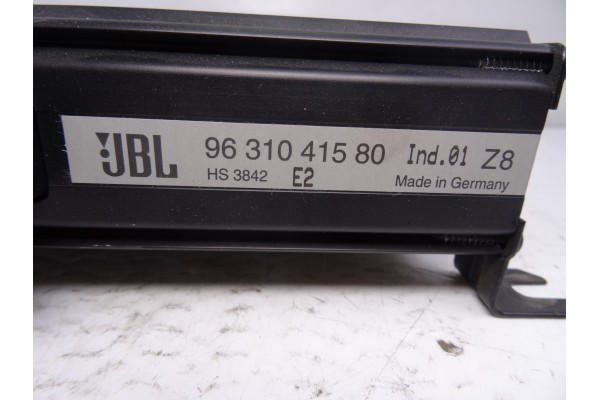 JBL 96 310 415 80 Ind.01 Z8
HS 3842 E2 Made in Germany